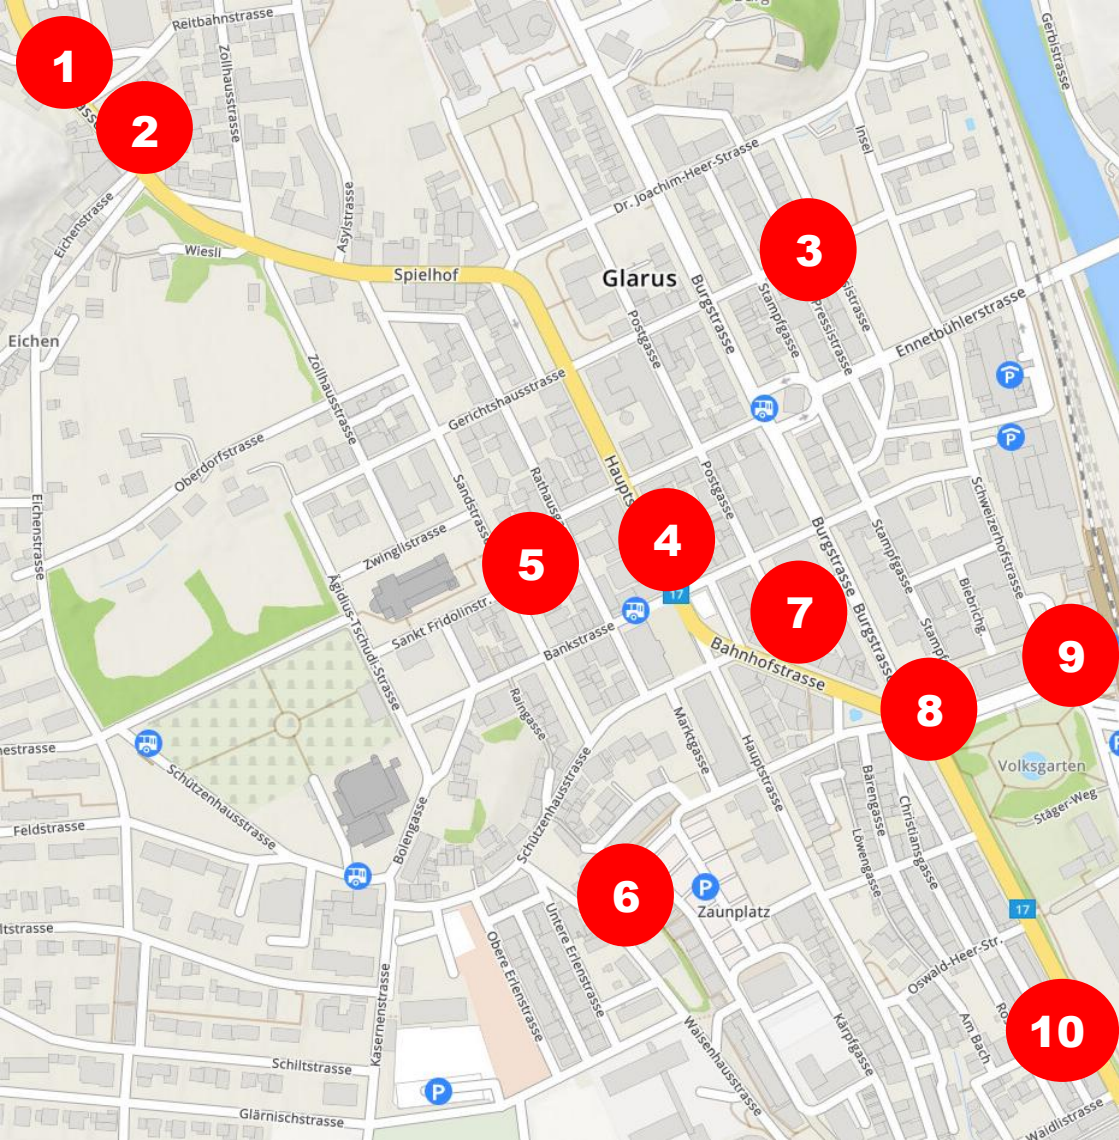 Reitbahnstrasse
Gerbistrasse
1
Zollhausstrasse
2
Insel
Dr. Joachim-Heer-Strasse
Asylstrasse
Eichenstrasse
3
Wiesli
Spielhof
Glarus
Burgstrasse
Stampfgasse
Postgasse
Ennetbühlerstrasse
Eichen
Zollhausstrasse
Gerichtshausstrasse
P
P
Oberdorfstrasse
Sandstrasse
Postgasse
Eichenstrasse
Zwinglistrasse
5
4
Burgstrasse
Stampfgasse
Schweizerhofstrasse
Ägidius-Tschudi-Strasse
Sankt Fridolinstr.
17
7
Biebrichg.
Bankstrasse
Burgstrasse
Bahnhofstrasse
9
8
Raingasse
Marktgasse
Hauptstrasse
Volksgarten
Schützenhausstrasse
Schützenhausstrasse
Bärengasse
Christiansgasse
Stäger-Weg
Feldstrasse
Bolengasse
Löwengasse
6
P
Zaunplatz
17
Obere Erlenstrasse
Untere Erlenstrasse
Oswald-Heer-Str.
Kasernenstrasse
Waisenhausstrasse
Kärpfgasse
Am Bach
10
Schiltstrasse
P
Glärnischstrasse
Waidlistrasse